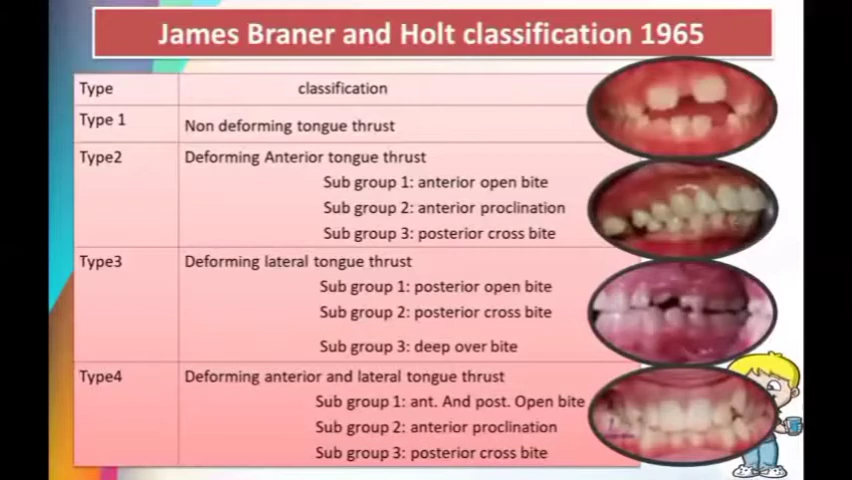 James Braner and Holt classification 1965
Type classification
Type 1 Non deforming tongue thrust
Type2 Deforming Anterior tongue thrust
Sub group 1: anterior open bite
Sub group 2: anterior proclination
Sub group 3: posterior cross bite
Type3 Deforming lateral tongue thrust
Sub group 1: posterior open bite
Sub group 2: posterior cross bite
Sub group 3: deep over bite
Type4 Deforming anterior and lateral tongue thrust
Sub group 1: ant. And post. Open bite
Sub group 2: anterior proclination
Sub group 3: posterior cross bite